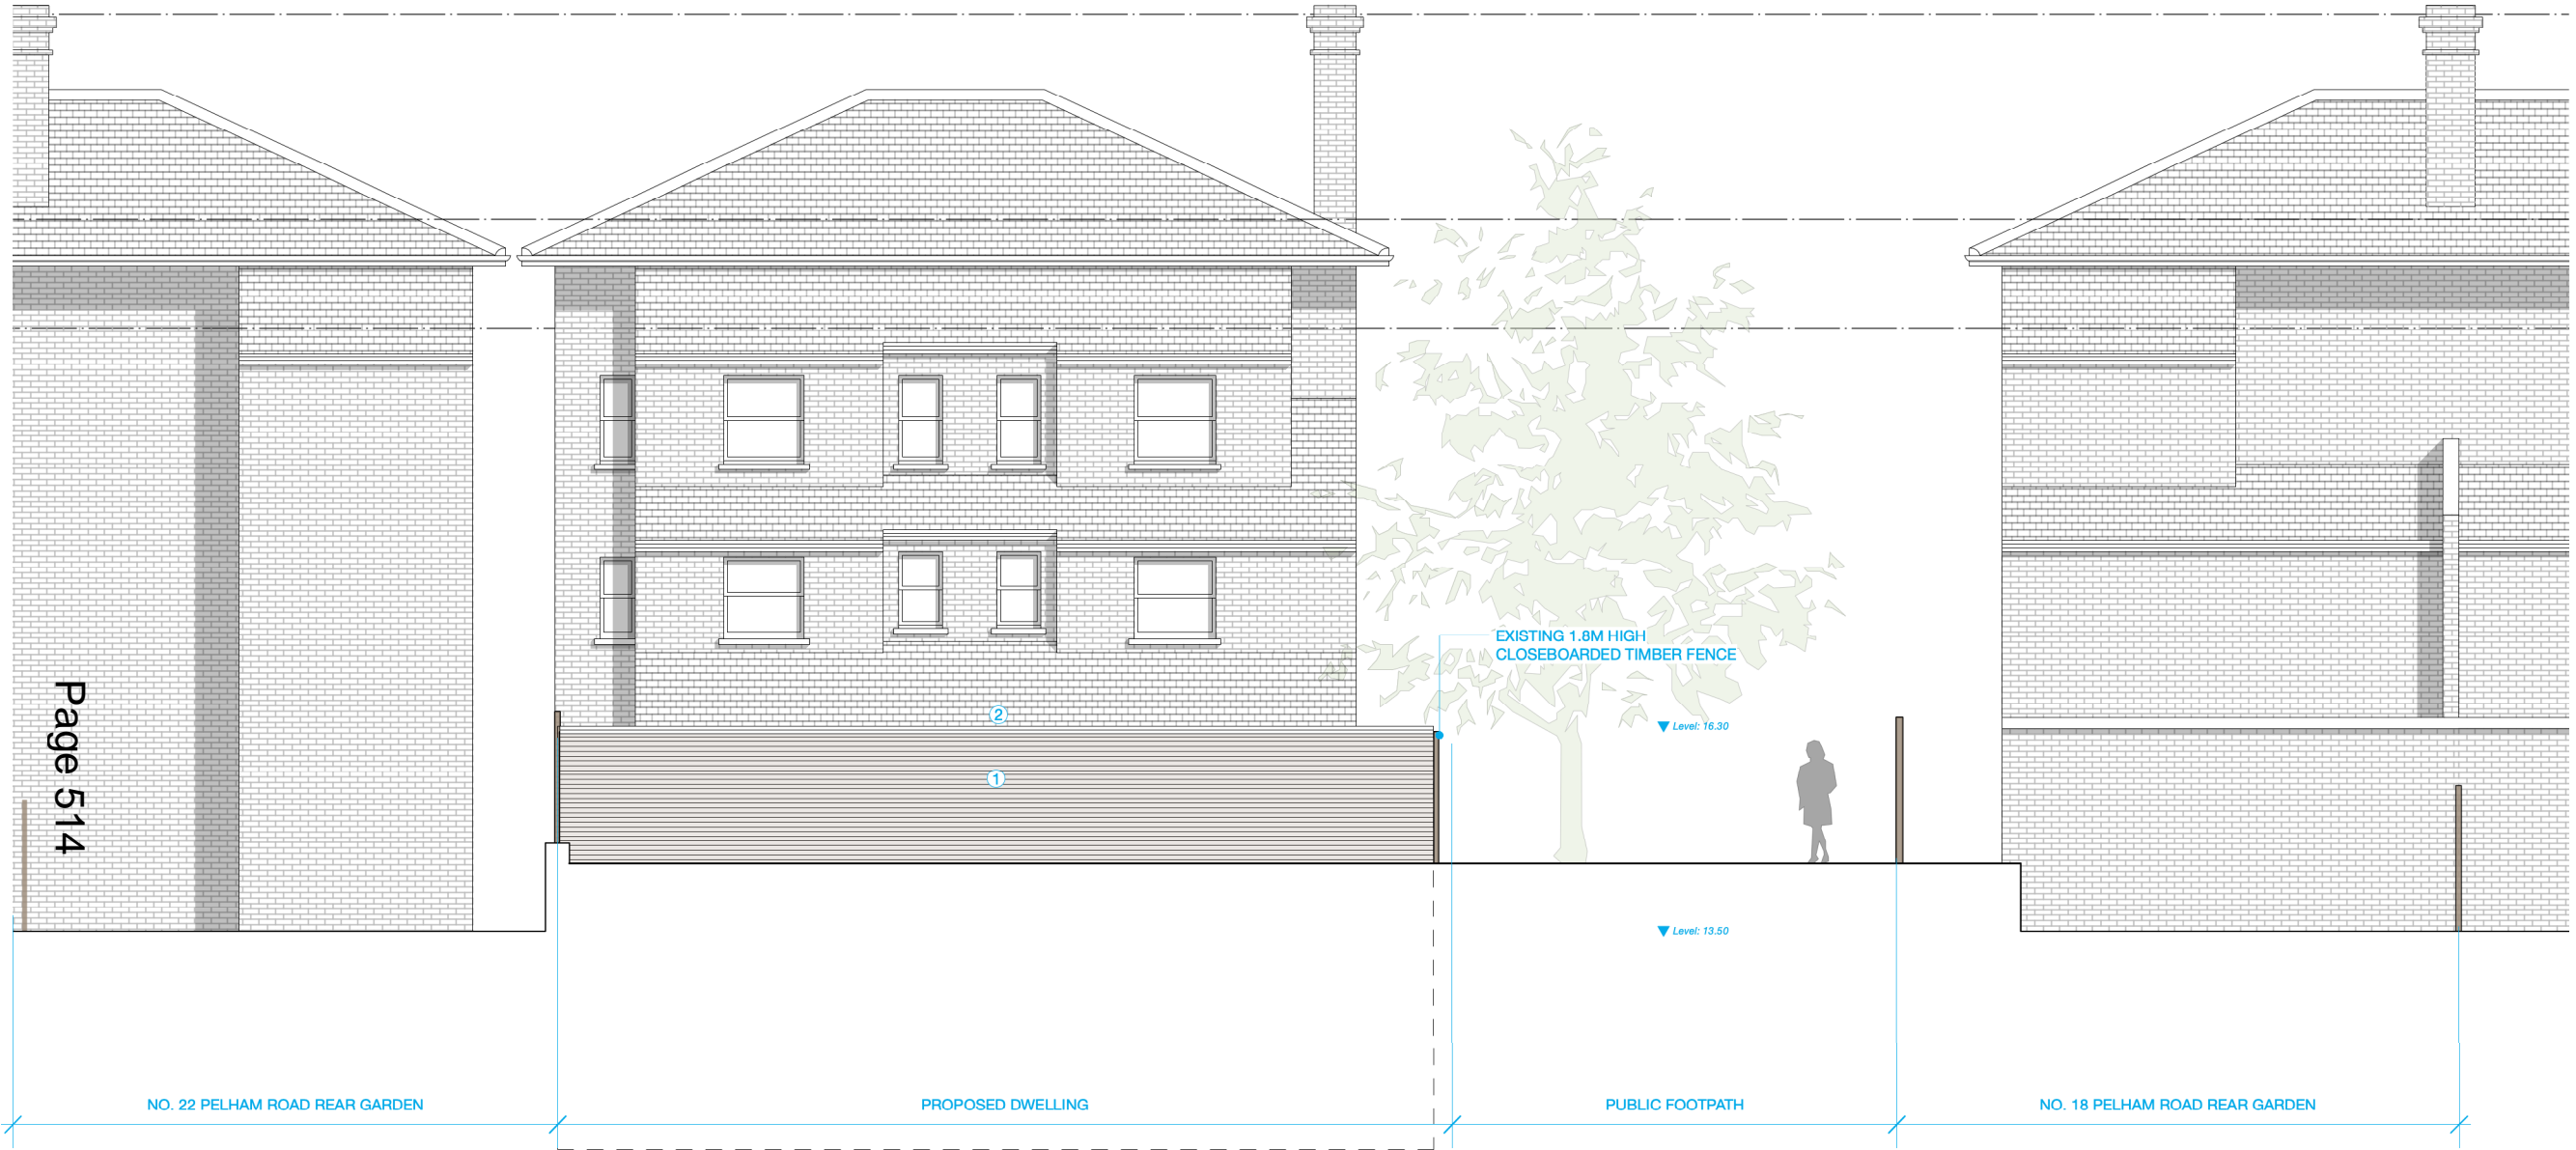 EXISTING 1.8M HIGH
CLOSEBOARDED TIMBER FENCE
Page 514
2
Level: 16.30
1
Level: 13.50
NO. 22 PELHAM ROAD REAR GARDEN
PROPOSED DWELLING
PUBLIC FOOTPATH
NO. 18 PELHAM ROAD REAR GARDEN